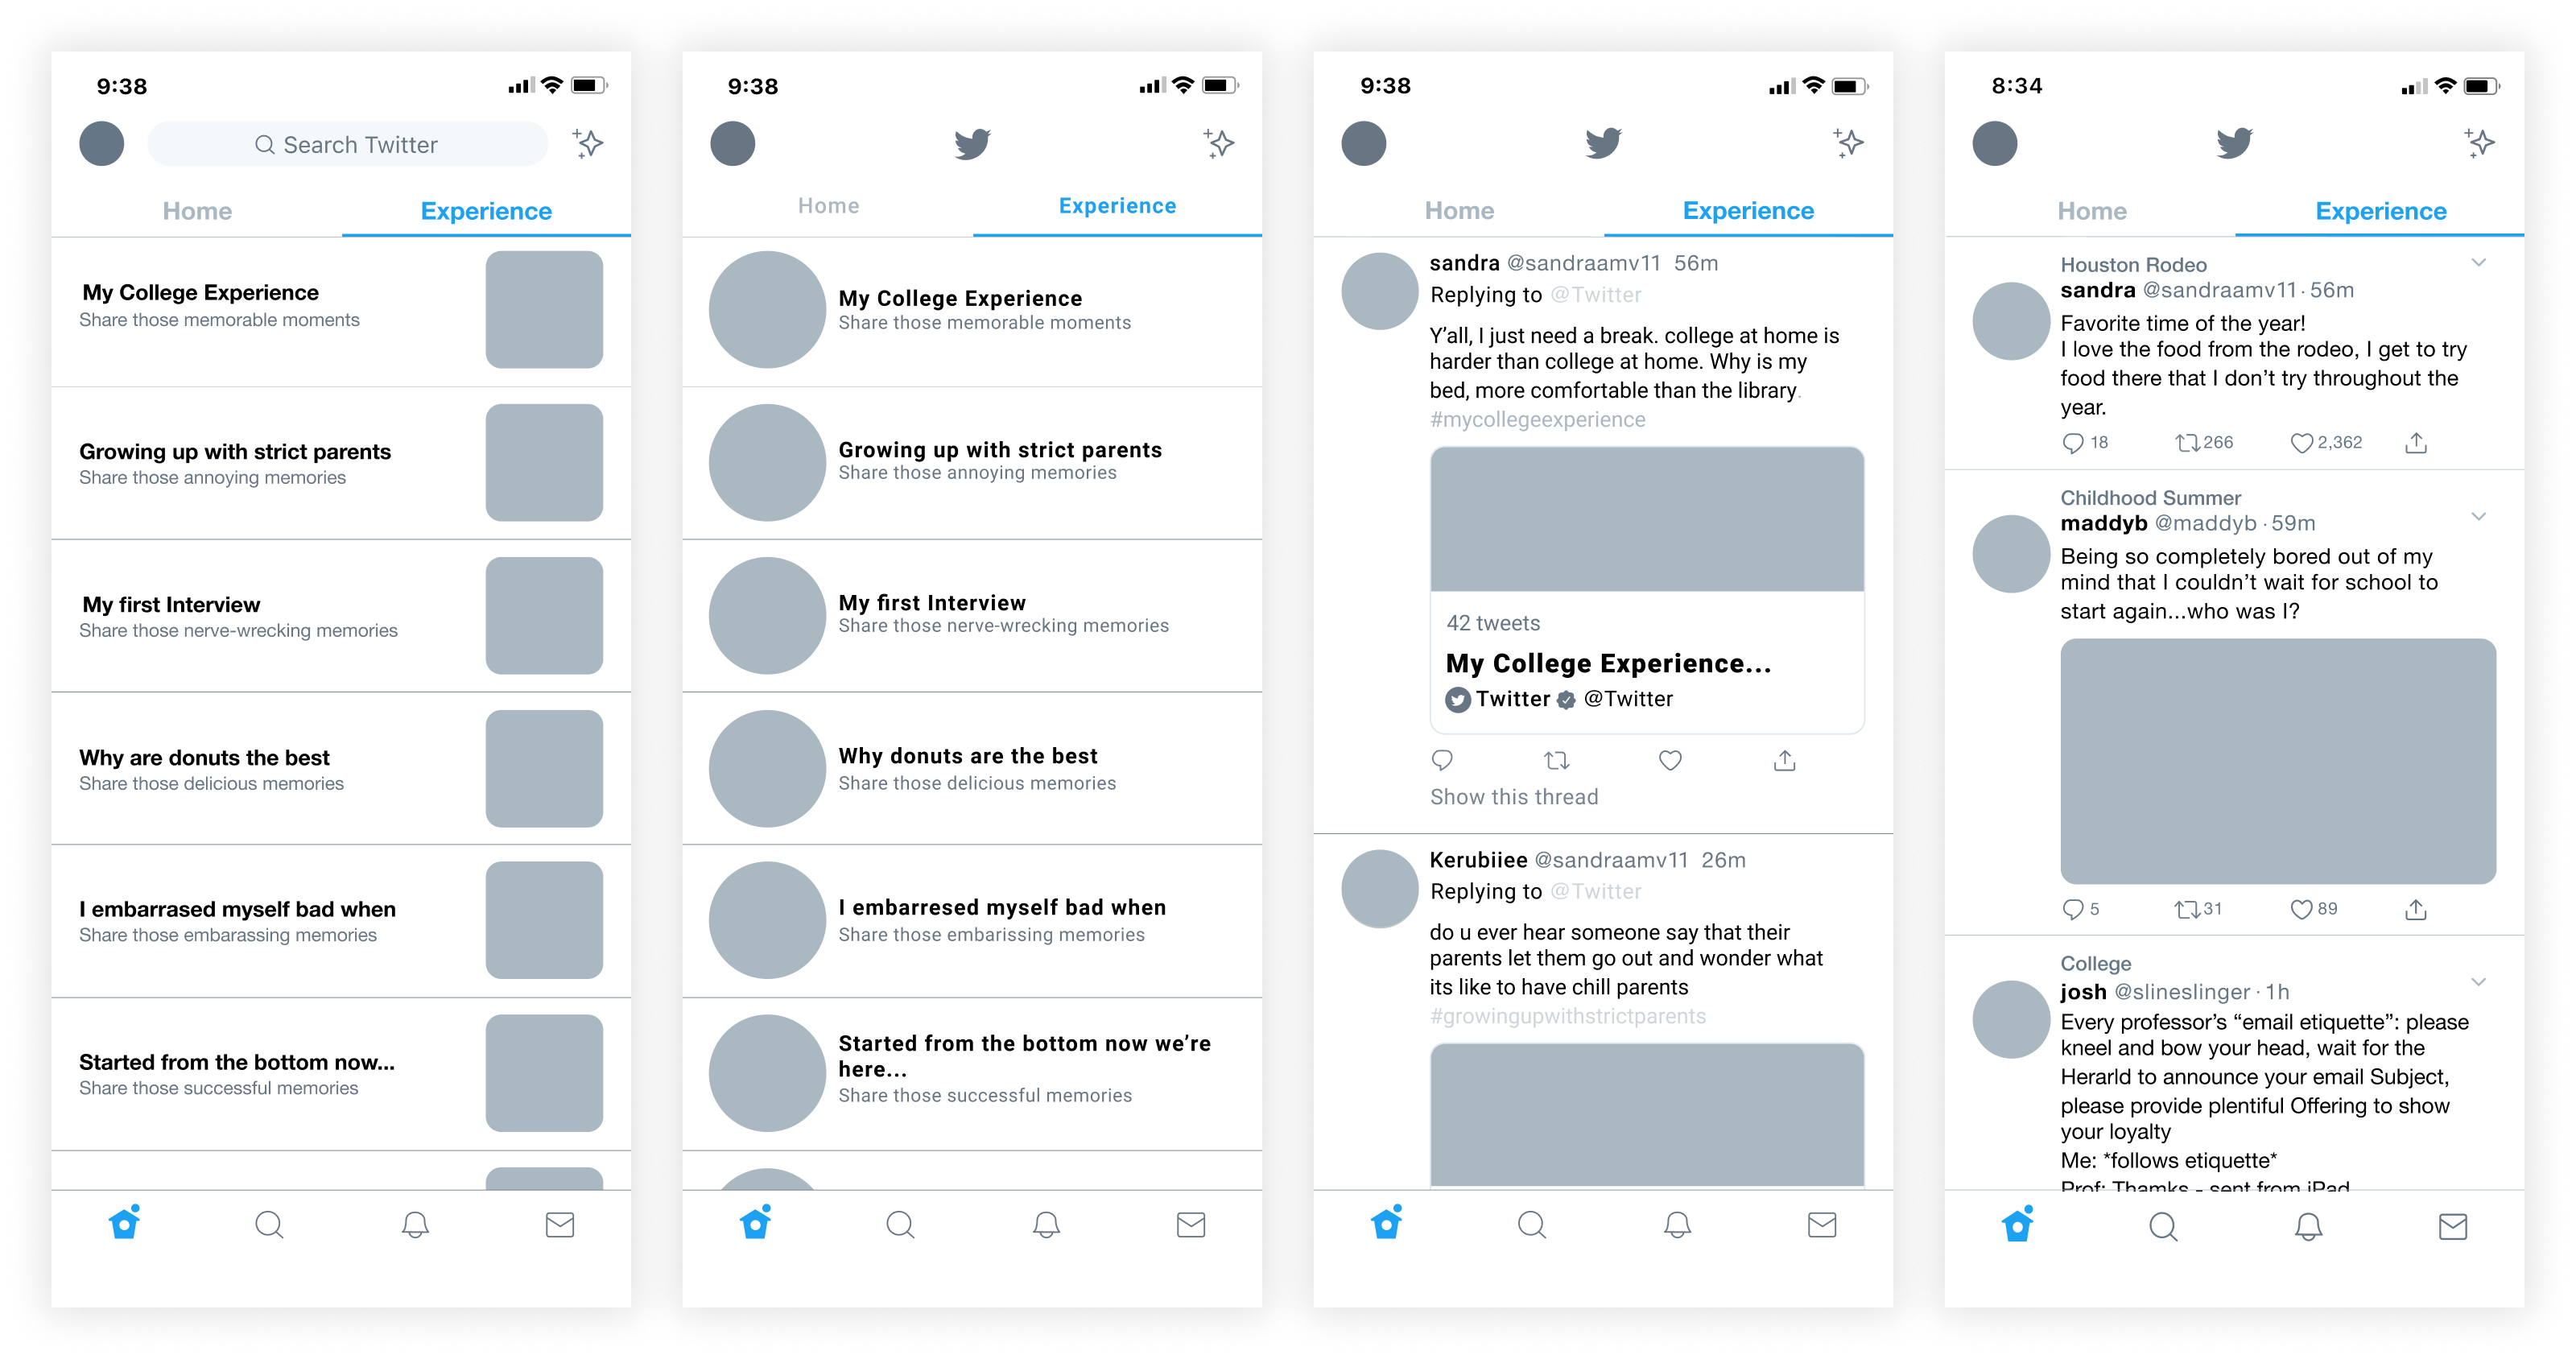 9:38
Search Twitter
Home Experience
My College Experience
Share those memorable moments
Growing up with strict parents
Share those annoying memories
My first Interview
Share those nerve-wrecking memories
Why are donuts the best
Share those delicious memories
I embarrased myself bad when
Share those embarassing memories
Started from the bottom now...
Share those successful memories
9:38
Home Experience
My College Experience
Share those memorable moments
Growing up with strict parents
Share those annoying memories
My first Interview
Share those nerve-wrecking memories
Why donuts are the best
Share those delicious memories
I embarresed myself bad when
Share those embarissing memories
Started from the bottom now we're
here...
Share those successful memories
9:38
Home Experience
sandra @sandraamv11 56m
Replying to @Twitter
Y'all, I just need a break. college at home is
harder than college at home. Why is my
bed, more comfortable than the library.
#mycollegeexperience
42 tweets
My College Experience...
Twitter @Twitter
Show this thread
Kerubiiee @sandraamv11 26m
Replying to @Twitter
do u ever hear someone say that their
parents let them go out and wonder what
its like to have chill parents
#growingupwithstrictparents
8:34
Home Experience
Houston Rodeo
sandra @sandraamv11 · 56m
Favorite time of the year!
I love the food from the rodeo, I get to try
food there that I don't try throughout the
year.
18 266 2,362
Childhood Summer
maddyb @maddyb · 59m
Being so completely bored out of my
mind that I couldn't wait for school to
start again...who was I?
5 31 89
College
josh @slineslinger · 1h
Every professor's “email etiquette”: please
kneel and bow your head, wait for the
Herarld to announce your email Subject,
please provide plentiful Offering to show
your loyalty
Me: *follows etiquette*
Prof: Thamks - sent from iPad